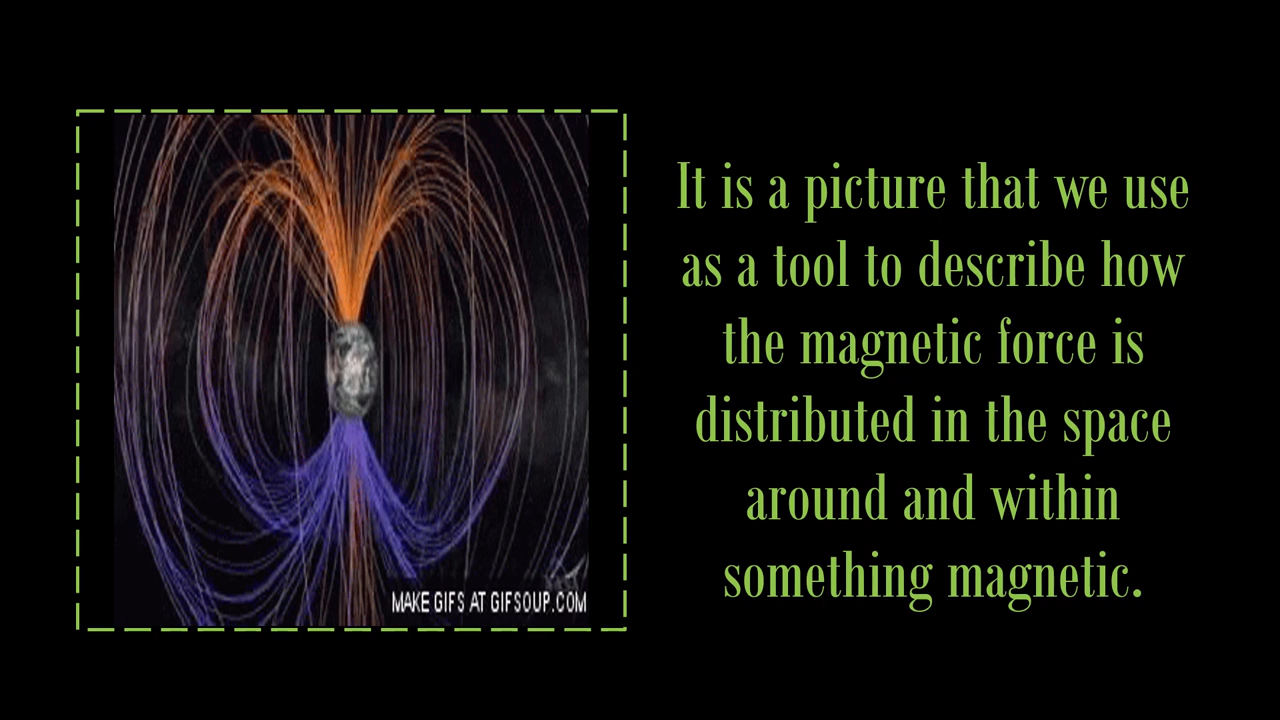 It is a picture that we use
as a tool to describe how
the magnetic force is
distributed in the space
around and within
something magnetic.
MAKE GIFS AT GIFSOUP.COM